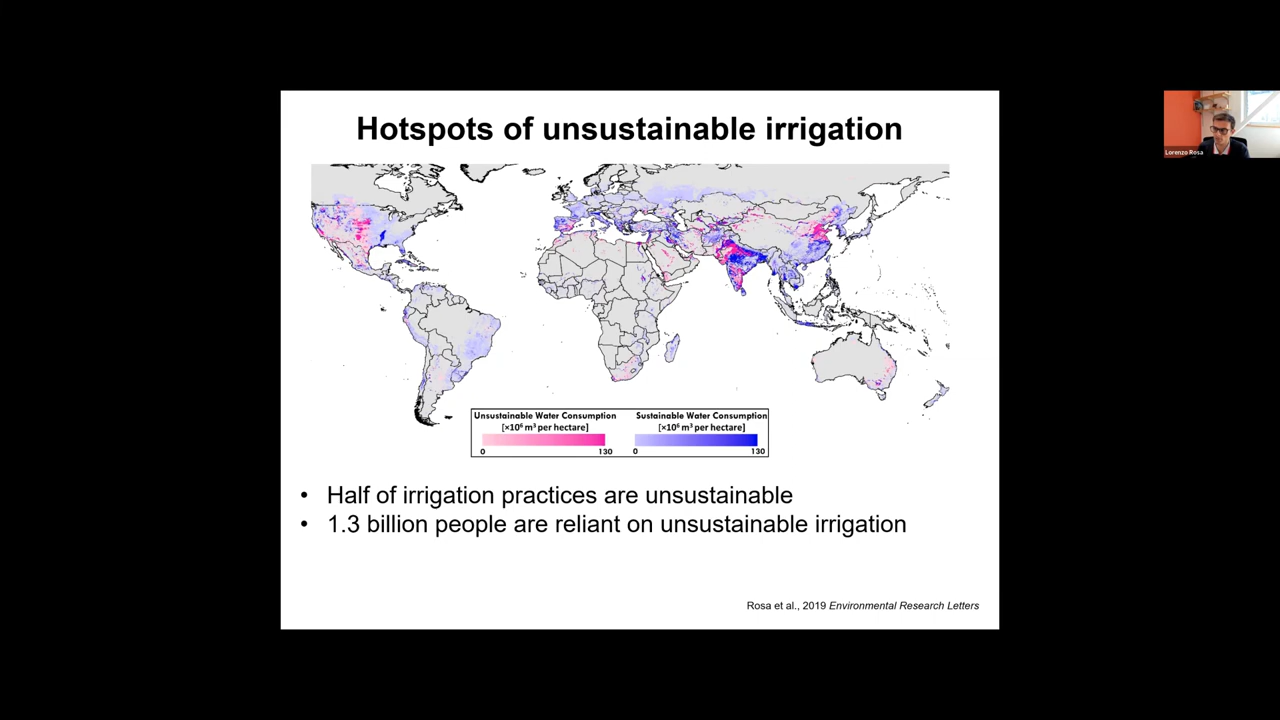 Hotspots of unsustainable irrigation
Lorenzo Rosa
Unsustainable Water Consumption
[×10⁶ m³ per hectare]
0 130
Sustainable Water Consumption
[×10⁶ m³ per hectare]
0 130
• Half of irrigation practices are unsustainable
• 1.3 billion people are reliant on unsustainable irrigation
Rosa et al., 2019 Environmental Research Letters